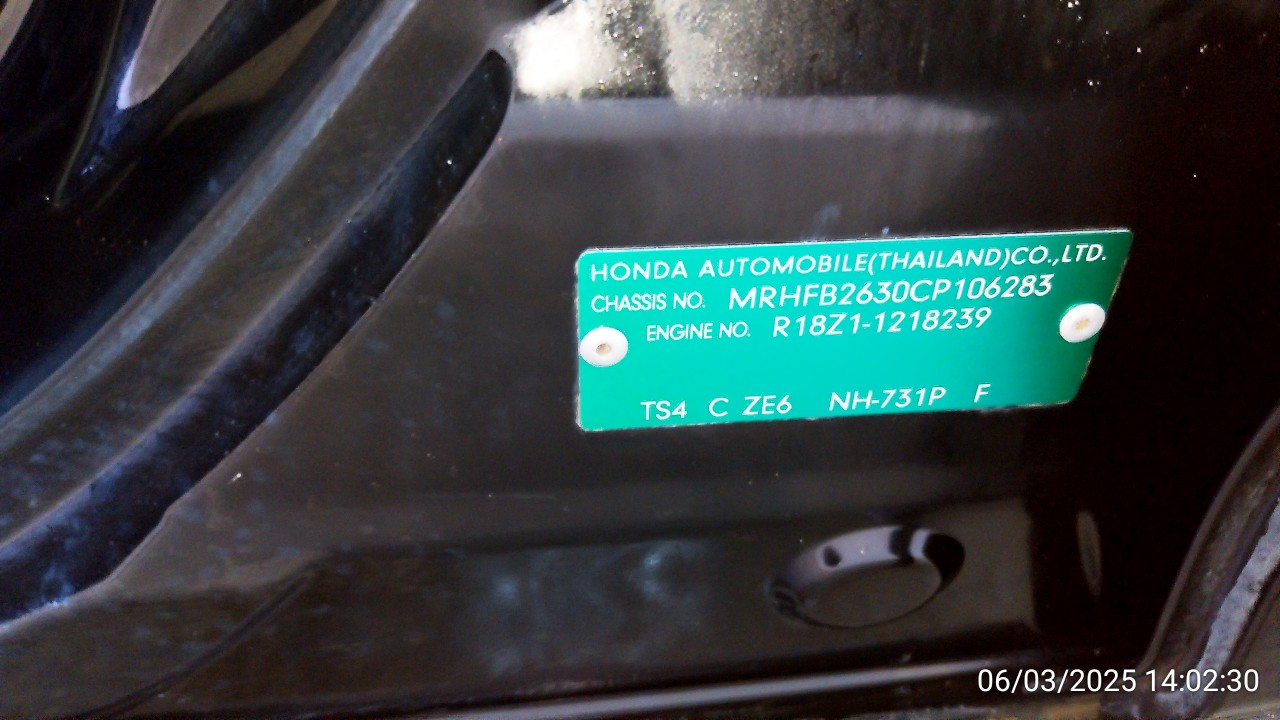 HONDA AUTOMOBILE(THAILAND)CO.,LTD.
CHASSIS NO. MRHFB2630CP106283
ENGINE NO. R18Z1-1218239
TS4 C ZE6 NH-731P F
06/03/2025 14:02:30